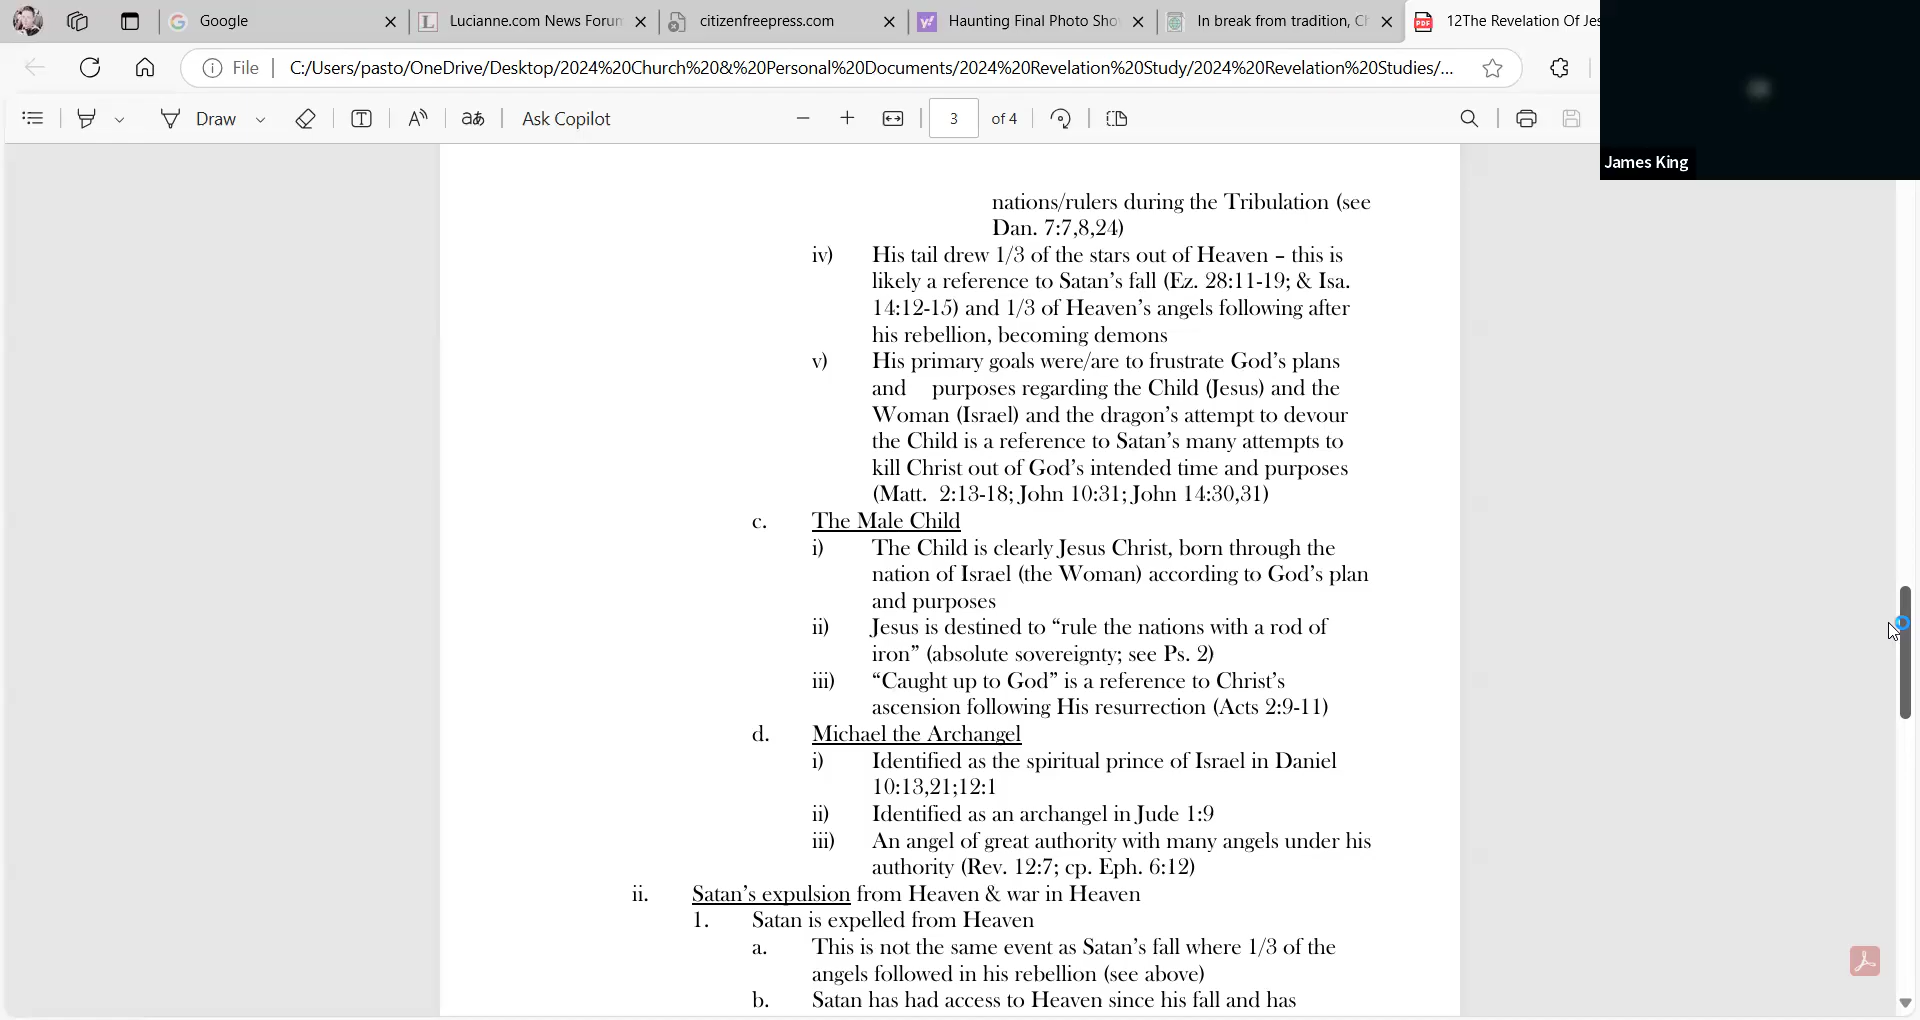 Google
Lucianne.com News Forum
citizenfreepress.com
Haunting Final Photo Sho
In break from tradition, Ch
12The Revelation Of Jes
File
C:/Users/pasto/OneDrive/Desktop/2024%20Church%20&%20Personal%20Documents/2024%20Revelation%20Study/2024%20Revelation%20Studies/...
Draw
Ask Copilot
3 of 4
James King
nations/rulers during the Tribulation (see
Dan. 7:7,8,24)
iv) His tail drew 1/3 of the stars out of Heaven – this is
likely a reference to Satan’s fall (Ez. 28:11-19; & Isa.
14:12-15) and 1/3 of Heaven’s angels following after
his rebellion, becoming demons
v) His primary goals were/are to frustrate God’s plans
and purposes regarding the Child (Jesus) and the
Woman (Israel) and the dragon’s attempt to devour
the Child is a reference to Satan’s many attempts to
kill Christ out of God’s intended time and purposes
(Matt. 2:13-18; John 10:31; John 14:30,31)
c. The Male Child
i) The Child is clearly Jesus Christ, born through the
nation of Israel (the Woman) according to God’s plan
and purposes
ii) Jesus is destined to “rule the nations with a rod of
iron” (absolute sovereignty; see Ps. 2)
iii) “Caught up to God” is a reference to Christ’s
ascension following His resurrection (Acts 2:9-11)
d. Michael the Archangel
i) Identified as the spiritual prince of Israel in Daniel
10:13,21;12:1
ii) Identified as an archangel in Jude 1:9
iii) An angel of great authority with many angels under his
authority (Rev. 12:7; cp. Eph. 6:12)
ii. Satan’s expulsion from Heaven & war in Heaven
1. Satan is expelled from Heaven
a. This is not the same event as Satan’s fall where 1/3 of the
angels followed in his rebellion (see above)
b. Satan has had access to Heaven since his fall and has